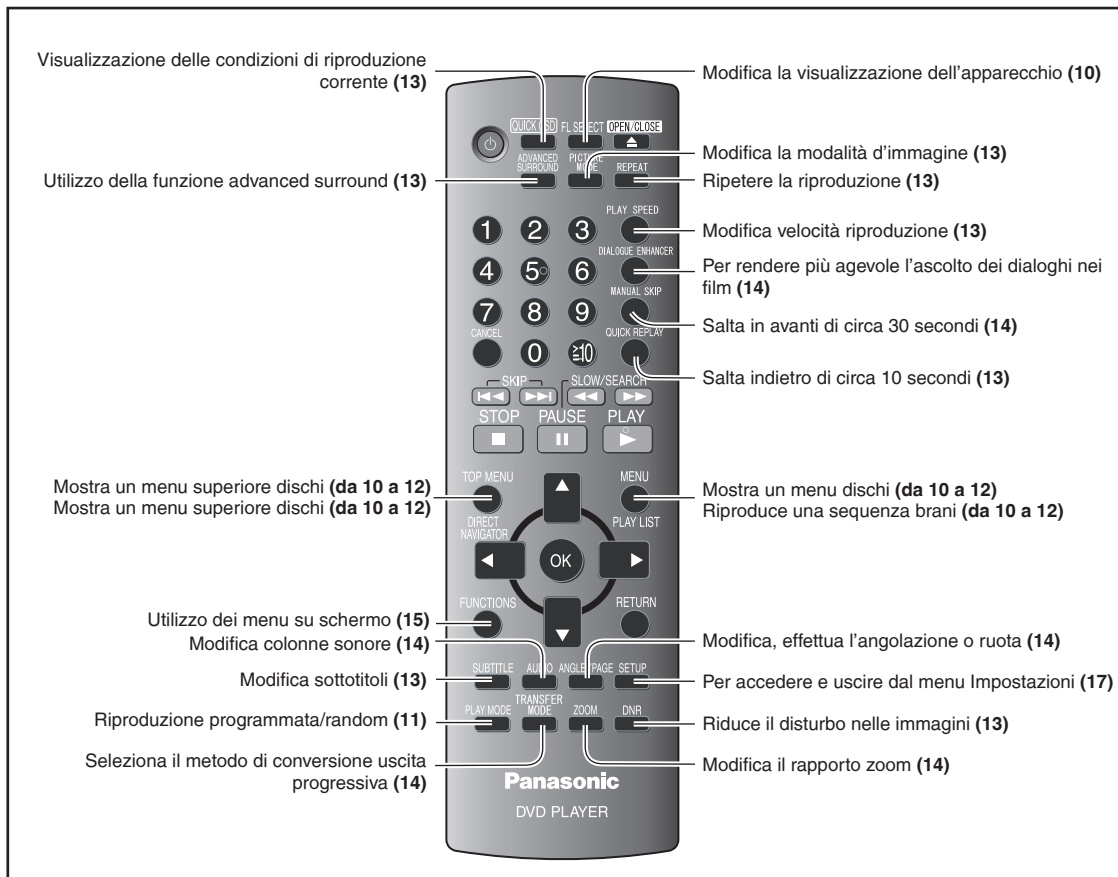 Visualizzazione delle condizioni di riproduzione
corrente (13)
Modifica la visualizzazione dell'apparecchio (10)
QUICK OSD FL SELECT OPEN/CLOSE
Modifica la modalità d'immagine (13)
ADVANCED SURROUND PICTURE MODE REPEAT
Utilizzo della funzione advanced surround (13)
Ripetere la riproduzione (13)
PLAY SPEED
1 2 3
Modifica velocità riproduzione (13)
DIALOGUE ENHANCER
4 5 6
Per rendere più agevole l'ascolto dei dialoghi nei
film (14)
MANUAL SKIP
7 8 9
Salta in avanti di circa 30 secondi (14)
CANCEL QUICK REPLAY
0 ≧10
Salta indietro di circa 10 secondi (13)
SKIP SLOW/SEARCH
STOP PAUSE PLAY
TOP MENU MENU
Mostra un menu superiore dischi (da 10 a 12)
Mostra un menu superiore dischi (da 10 a 12)
Mostra un menu dischi (da 10 a 12)
Riproduce una sequenza brani (da 10 a 12)
DIRECT NAVIGATOR PLAY LIST
OK
FUNCTIONS RETURN
Utilizzo dei menu su schermo (15)
Modifica colonne sonore (14)
Modifica, effettua l'angolazione o ruota (14)
SUBTITLE AUDIO ANGLE/PAGE SETUP
Modifica sottotitoli (13)
Per accedere e uscire dal menu Impostazioni (17)
PLAY MODE TRANSFER MODE ZOOM DNR
Riproduzione programmata/random (11)
Riduce il disturbo nelle immagini (13)
Seleziona il metodo di conversione uscita
progressiva (14)
Modifica il rapporto zoom (14)
Panasonic
DVD PLAYER